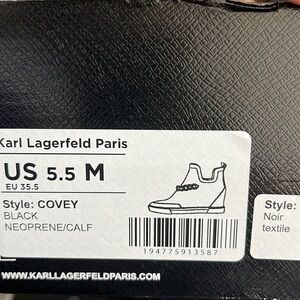 Karl Lagerfeld Paris
US 5.5 M
EU 35.5
Style: COVEY
BLACK
NEOPRENE/CALF
194775913587
Style:
Noir
textile
WWW.KARLLAGERFELDPARIS.COM